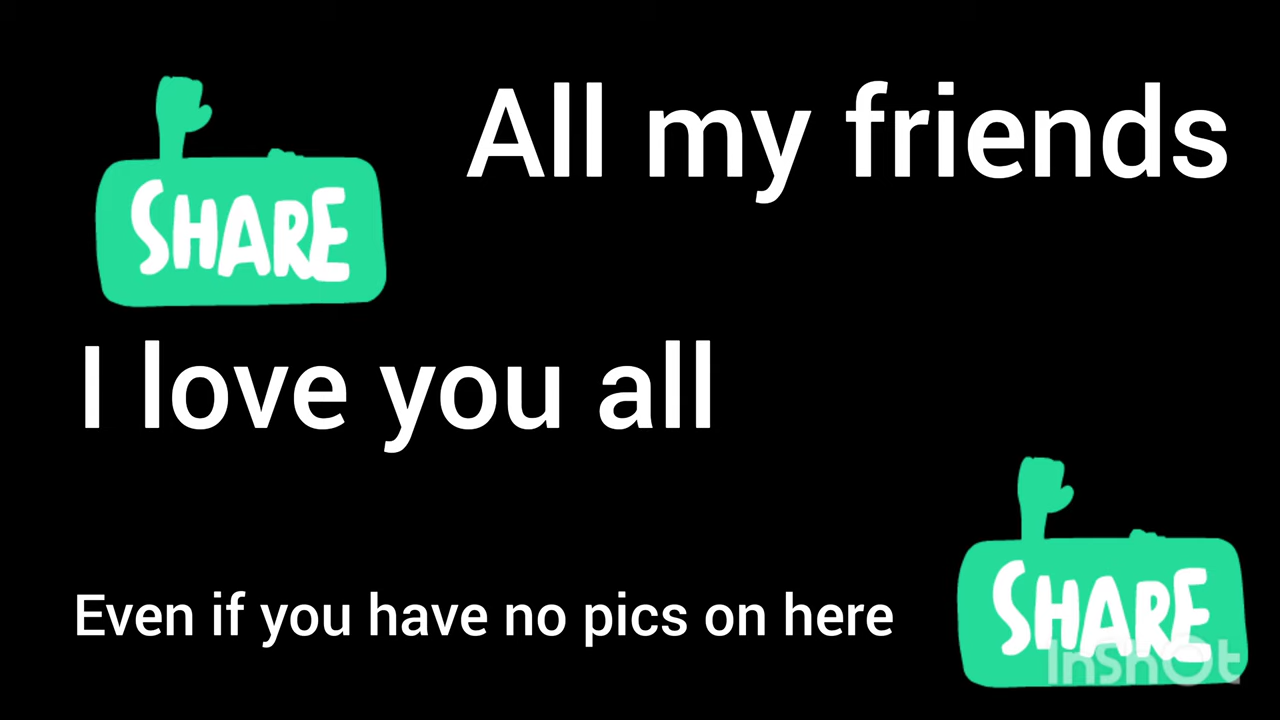 All my friends
SHARE
I love you all
Even if you have no pics on here
SHARE
InShOt